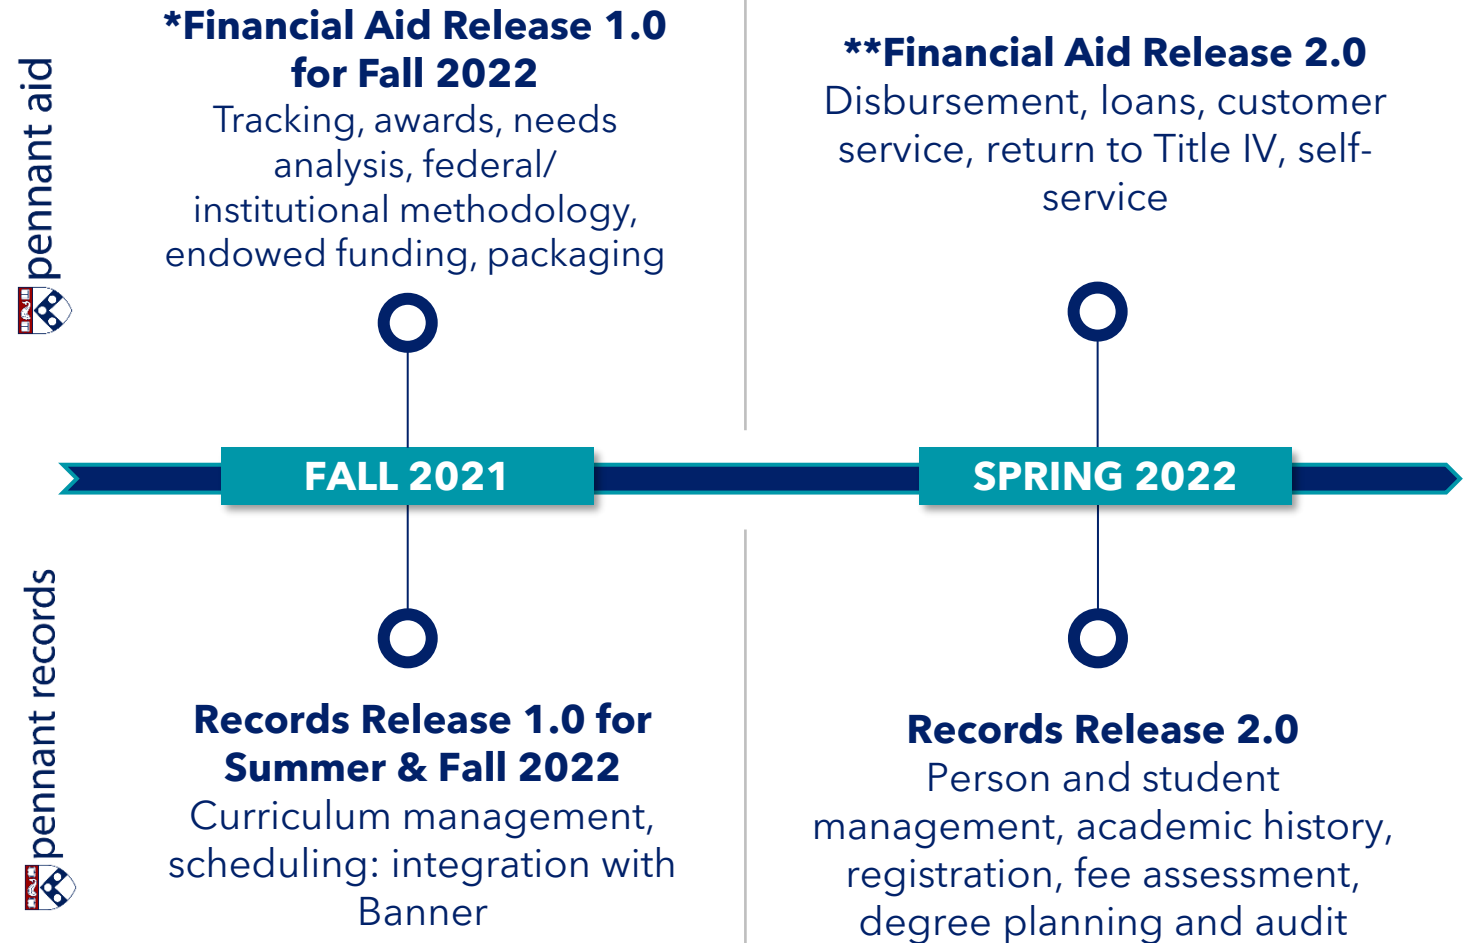 pennant aid
*Financial Aid Release 1.0
for Fall 2022
Tracking, awards, needs
analysis, federal/
institutional methodology,
endowed funding, packaging
**Financial Aid Release 2.0
Disbursement, loans, customer
service, return to Title IV, self-
service
FALL 2021
SPRING 2022
pennant records
Records Release 1.0 for
Summer & Fall 2022
Curriculum management,
scheduling: integration with
Banner
Records Release 2.0
Person and student
management, academic history,
registration, fee assessment,
degree planning and audit